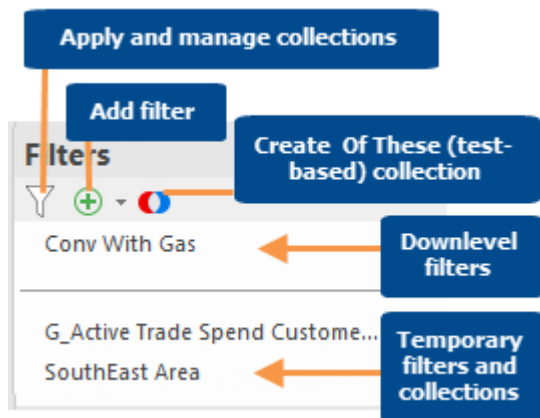 Apply and manage collections
Add filter
Create Of These (test-
based) collection
Filters
Conv With Gas
Downlevel
filters
G_Active Trade Spend Custome...
SouthEast Area
Temporary
filters and
collections